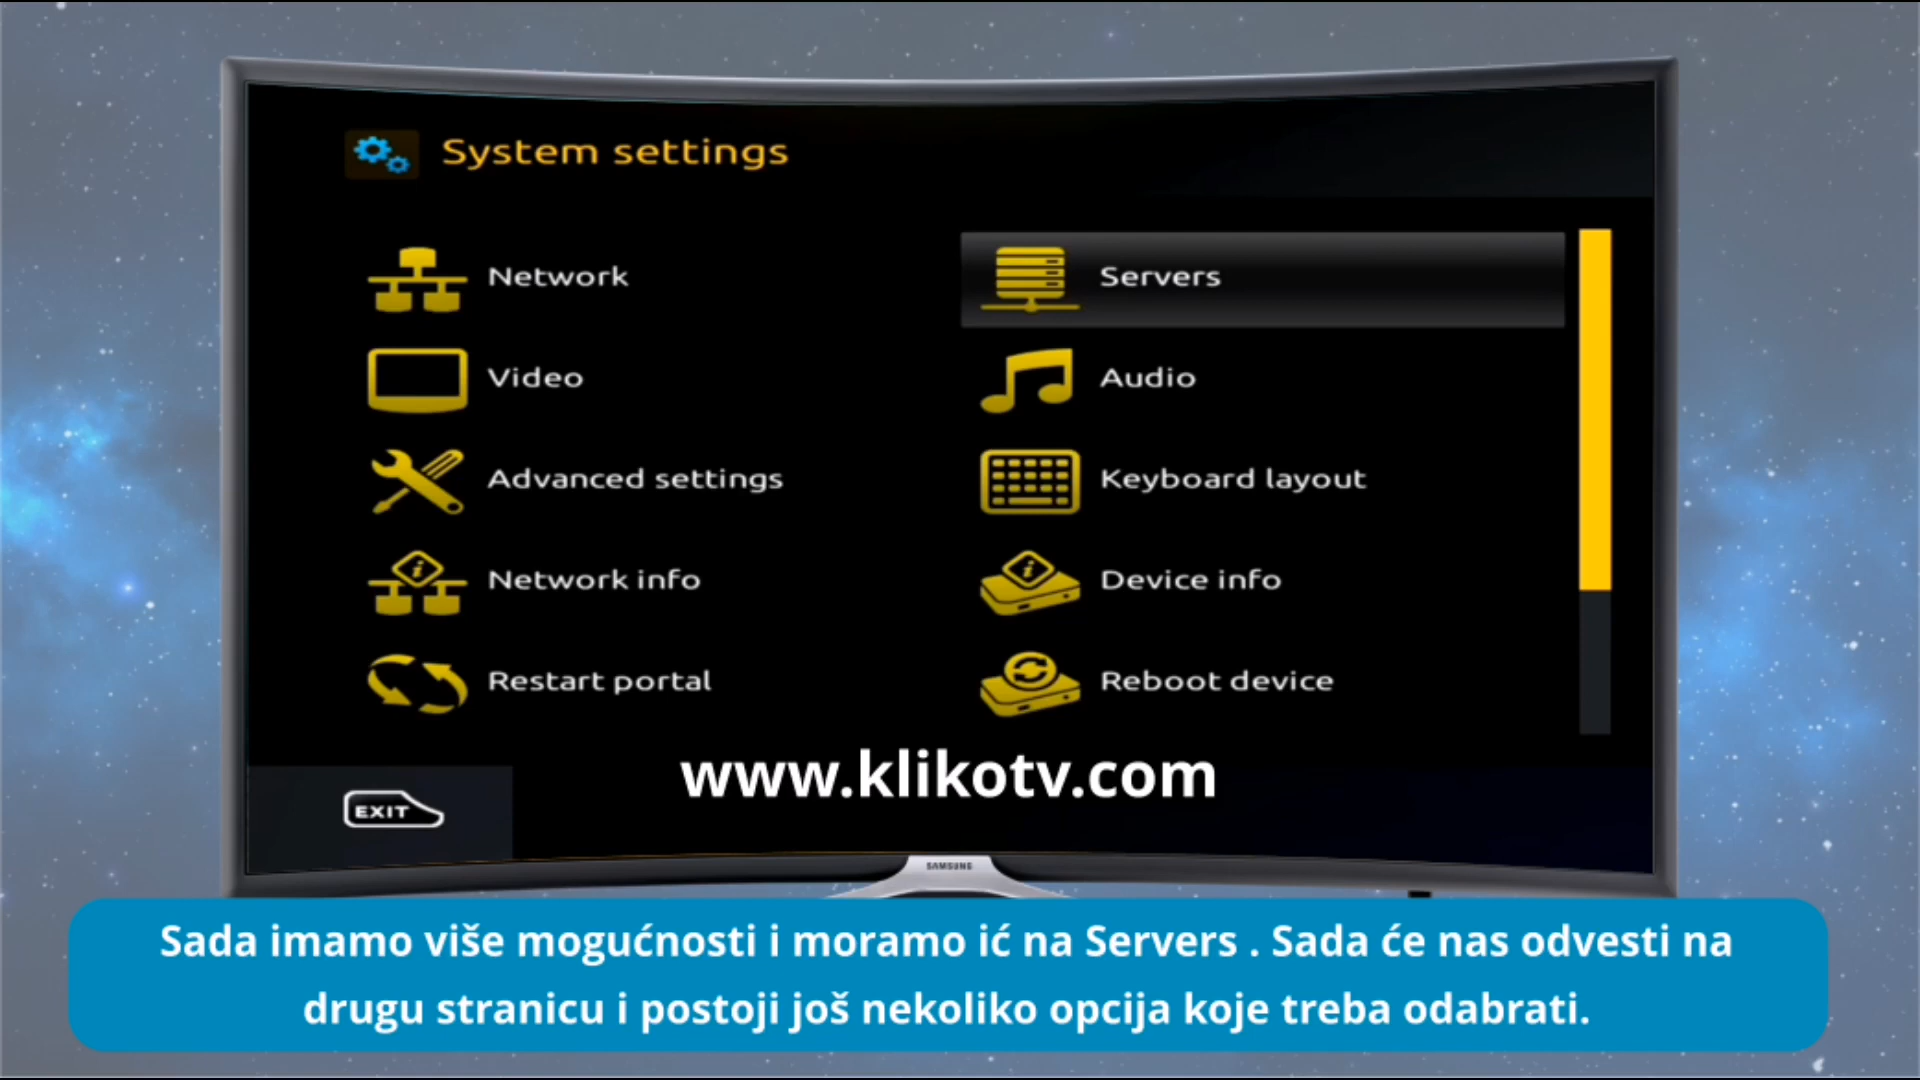 System settings
Network
Servers
Video
Audio
Advanced settings
Keyboard layout
Network info
Device info
Restart portal
Reboot device
www.klikotv.com
EXIT
SAMSUNG
Sada imamo više mogućnosti i moramo ić na Servers . Sada će nas odvesti na
drugu stranicu i postoji još nekoliko opcija koje treba odabrati.